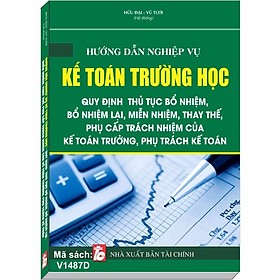 HỮU ĐẠI - VŨ TƯƠI
(Hệ thống)
HƯỚNG DẪN NGHIỆP VỤ
KẾ TOÁN TRƯỜNG HỌC
QUY ĐỊNH THỦ TỤC BỔ NHIỆM,
BỔ NHIỆM LẠI, MIỄN NHIỆM, THAY THẾ,
PHỤ CẤP TRÁCH NHIỆM CỦA
KẾ TOÁN TRƯỞNG, PHỤ TRÁCH KẾ TOÁN
Mã sách:
V1487D
NHÀ XUẤT BẢN TÀI CHÍNH